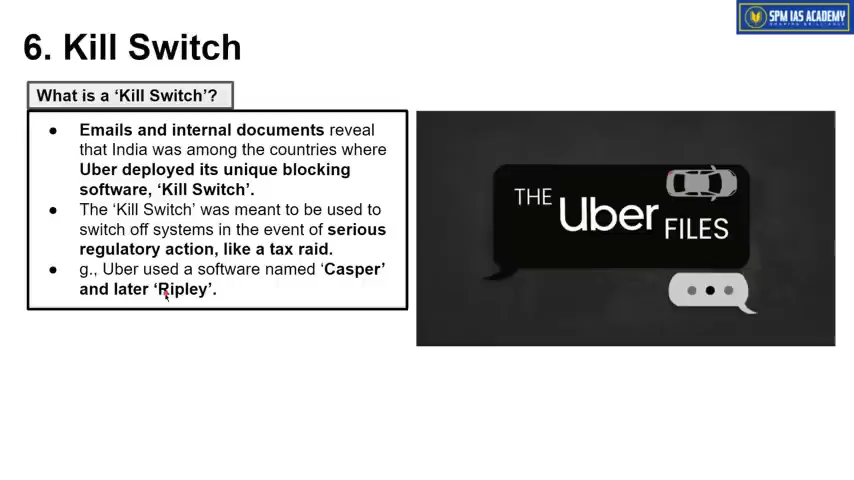 SPM IAS ACADEMY
SHAPING BRILLIANCE
6. Kill Switch
What is a ‘Kill Switch’?
● Emails and internal documents reveal
that India was among the countries where
Uber deployed its unique blocking
software, ‘Kill Switch’.
● The ‘Kill Switch’ was meant to be used to
switch off systems in the event of serious
regulatory action, like a tax raid.
● g., Uber used a software named ‘Casper’
and later ‘Ripley’.
THE Uber FILES